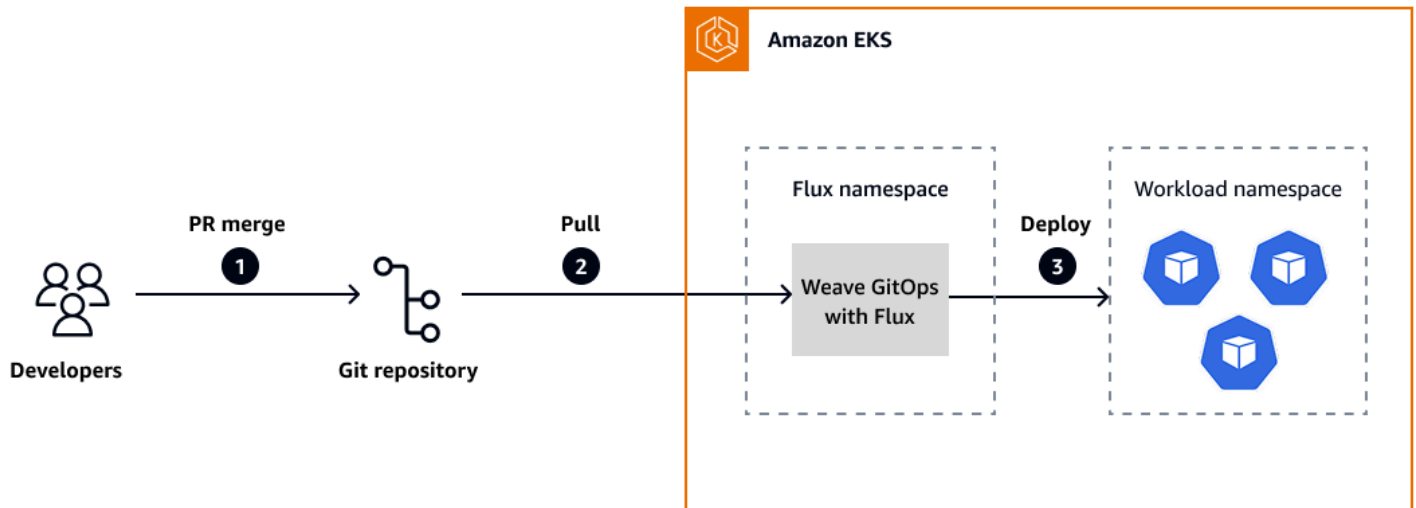 Amazon EKS
Flux namespace
Workload namespace
PR merge
Pull
Deploy
1
2
3
Weave GitOps
with Flux
Developers
Git repository